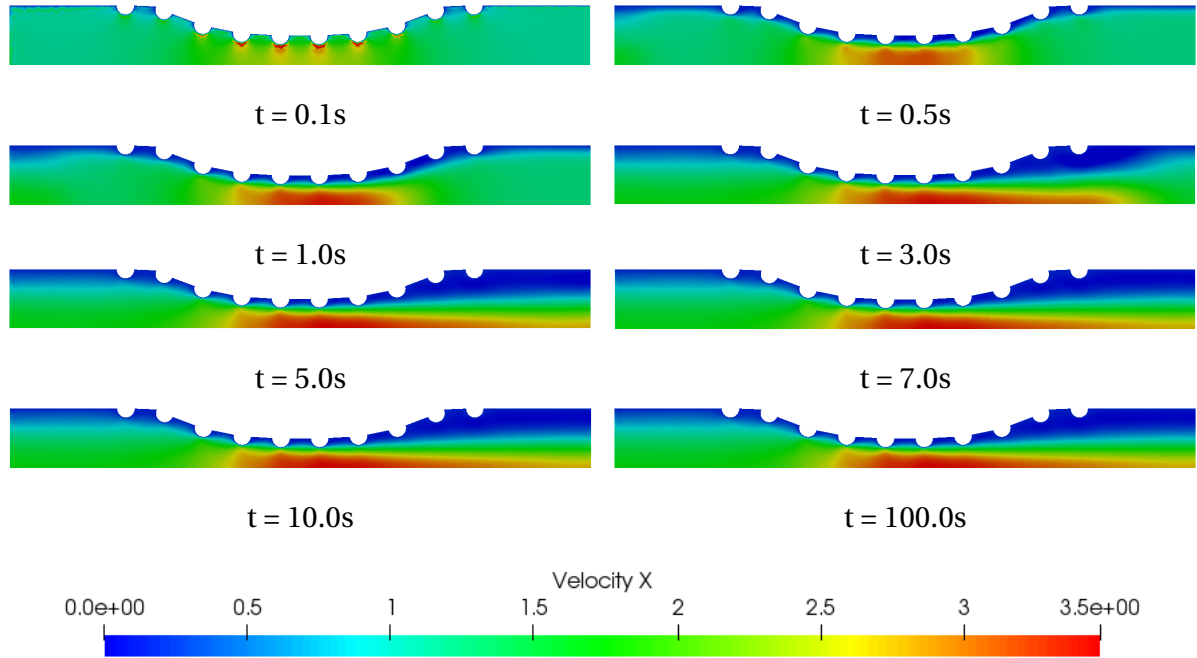 t = 0.1s
t = 0.5s
t = 1.0s
t = 3.0s
t = 5.0s
t = 7.0s
t = 10.0s
t = 100.0s
Velocity X
0.0e+00 0.5 1 1.5 2 2.5 3 3.5e+00